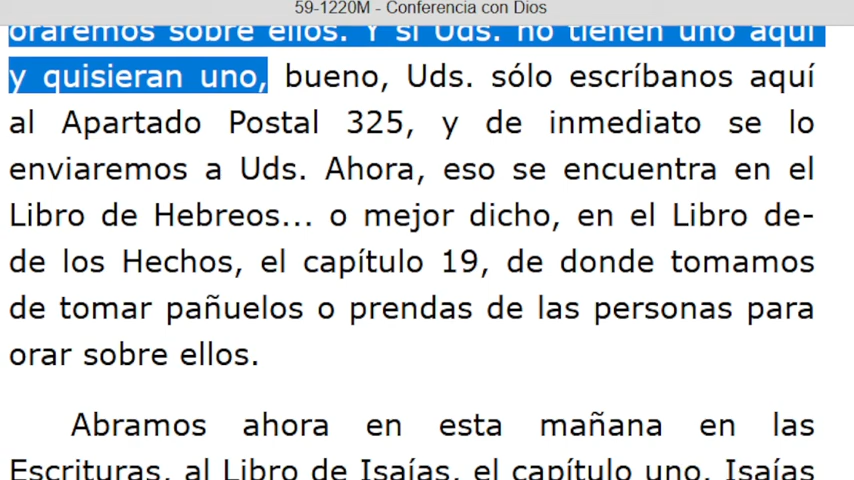 59-1220M - Conferencia con Dios
oraremos sobre ellos. Y si Uds. no tienen uno aquí
y quisieran uno, bueno, Uds. sólo escríbanos aquí
al Apartado Postal 325, y de inmediato se lo
enviaremos a Uds. Ahora, eso se encuentra en el
Libro de Hebreos... o mejor dicho, en el Libro de-
de los Hechos, el capítulo 19, de donde tomamos
de tomar pañuelos o prendas de las personas para
orar sobre ellos.
Abramos ahora en esta mañana en las
Escrituras, al Libro de Isaías, el capítulo uno, Isaías